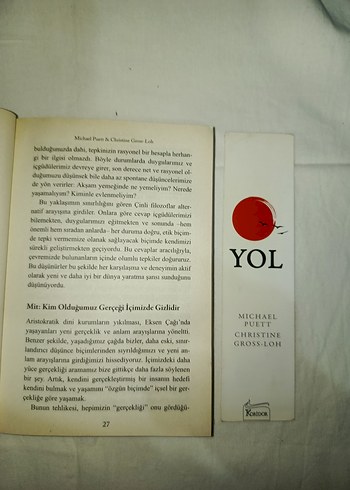 Michael Puett & Christine Gross-Loh
bulduğumuzda dahi, tepkimizin rasyonel bir hesapla herhan-
gi bir ilgisi olmazdı. Böyle durumlarda duygularımız ve
içgüdülerimiz devreye girer, son derece net ve rasyonel ol-
duğumuzu düşünsek bile daha az spontane düşüncelerimize
de yön verirler: Akşam yemeğinde ne yemeliyim? Nerede
yaşamalıyım? Kiminle evlenmeliyim?
Bu yaklaşımın sınırlılığını gören Çinli filozoflar alter-
natif arayışına girdiler. Onlara göre cevap içgüdülerimizi
bilemekten, duygularımızı eğitmekten ve sonunda –hem
önemli hem sıradan anlarda– her duruma doğru, etik biçim-
de tepki vermemize olanak sağlayacak biçimde kendimizi
sürekli geliştirmekten geçiyordu. Bu cevaplar aracılığıyla,
çevremizde bulunanların içinde olumlu tepkiler doğururuz.
Bu düşünürler bu şekilde her karşılaşma ve deneyimin aktif
olarak yeni ve daha iyi bir dünya yaratma şansı sunduğunu
düşünüyordu.
Mit: Kim Olduğumuz Gerçeği İçimizde Gizlidir
Aristokratik dini kurumların yıkılması, Eksen Çağı'nda
yaşayanları yeni gerçeklik ve anlam arayışlarına yöneltti.
Benzer şekilde, yaşadığımız çağda bizler, daha eski, sınır-
landırıcı düşünce biçimlerinden sıyrıldığımızı ve yeni an-
lam arayışlarına girdiğimizi hissediyoruz. İçimizdeki daha
yüce gerçekliği aramamız bize gittikçe daha fazla söylenen
bir şey. Artık, kendini gerçekleştirmiş bir insanın hedefi
kendini bulmak ve yaşamını "özgün biçimde" içsel bir ger-
çekliğe göre yaşamak.
Bunun tehlikesi, hepimizin "gerçekliği" onu gördüğü-
27
YOL
MICHAEL
PUETT
CHRISTINE
GROSS-LOH
KORİDOR